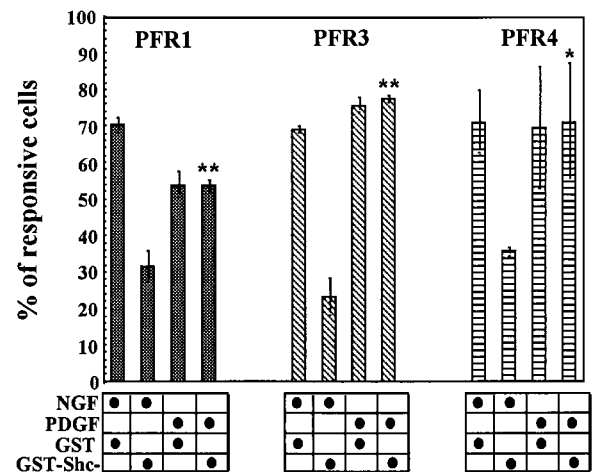 % of responsive cells
100
90
80
70
60
50
40
30
20
10
0
PFR1 PFR3 PFR4
** ** *
NGF
PDGF
GST
GST-Shc-